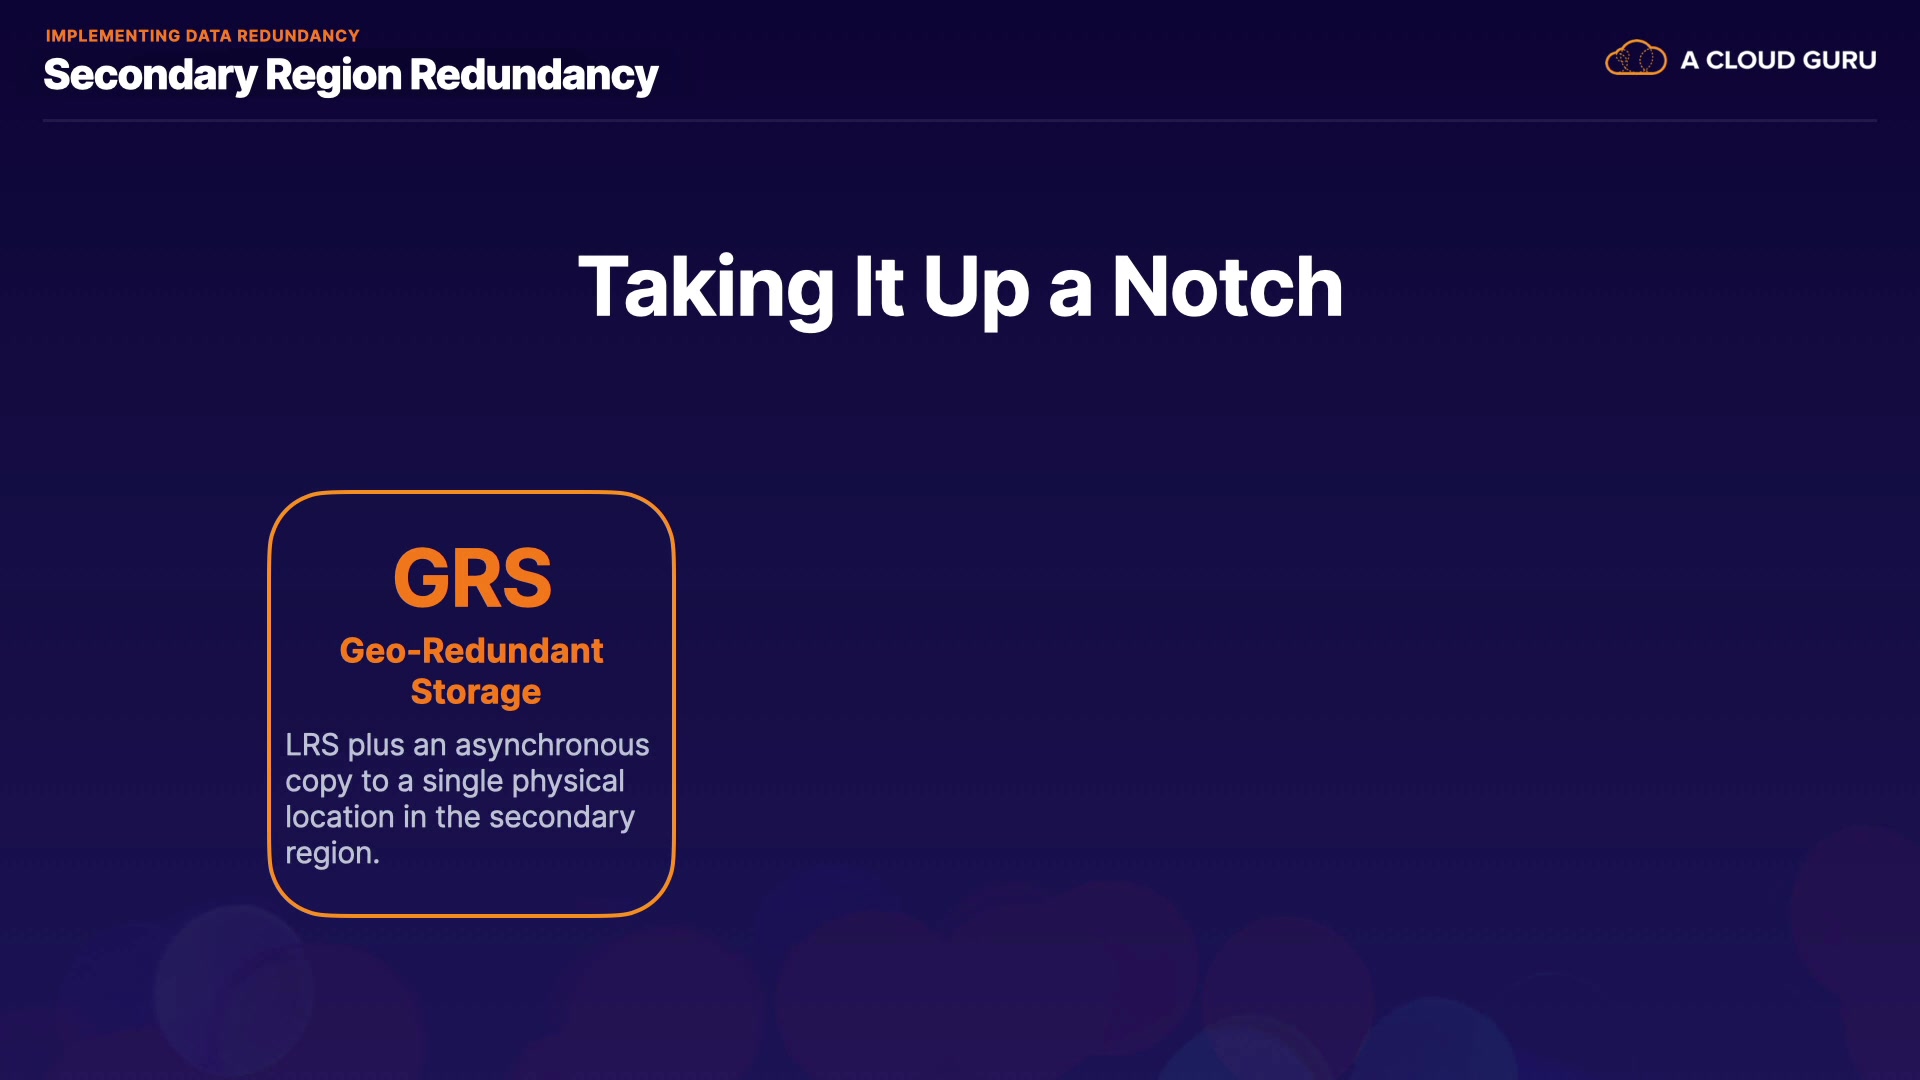 IMPLEMENTING DATA REDUNDANCY
Secondary Region Redundancy
A CLOUD GURU
Taking It Up a Notch
GRS
Geo-Redundant
Storage
LRS plus an asynchronous
copy to a single physical
location in the secondary
region.